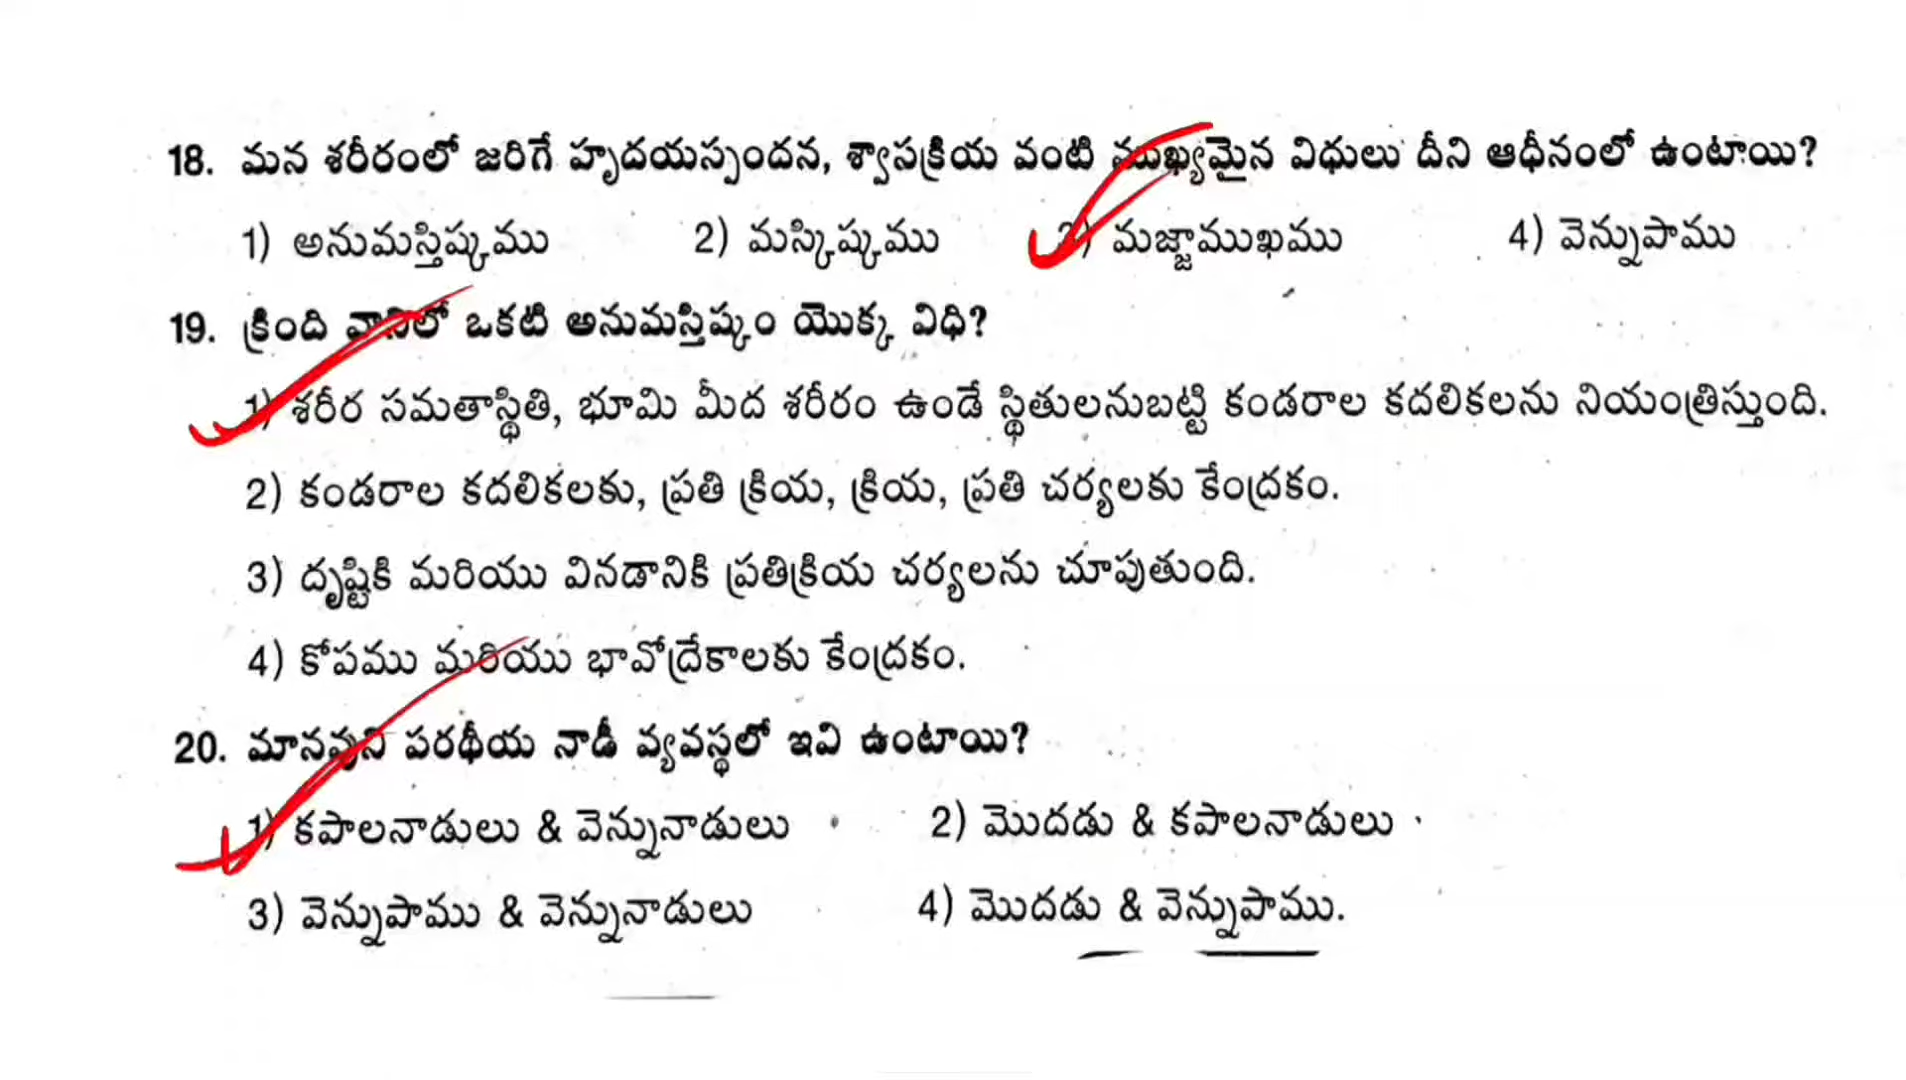 18. మన శరీరంలో జరిగే హృదయస్పందన, శ్వాసక్రియ వంటి ముఖ్యమైన విధులు దీని ఆధీనంలో ఉంటాయి?
1) అనుమస్తిష్కము 2) మస్కిష్కము 3) మజ్జాముఖము 4) వెన్నుపాము
19. క్రింది వానిలో ఒకటి అనుమస్తిష్కం యొక్క విధి?
1) శరీర సమతాస్థితి, భూమి మీద శరీరం ఉండే స్థితులనుబట్టి కండరాల కదలికలను నియంత్రిస్తుంది.
2) కండరాల కదలికలకు, ప్రతి క్రియ, క్రియ, ప్రతి చర్యలకు కేంద్రకం.
3) దృష్టికి మరియు వినడానికి ప్రతిక్రియ చర్యలను చూపుతుంది.
4) కోపము మరియు భావోద్రేకాలకు కేంద్రకం.
20. మానవుని పరథీయ నాడీ వ్యవస్థలో ఇవి ఉంటాయి?
1) కపాలనాడులు & వెన్నునాడులు 2) మొదడు & కపాలనాడులు
3) వెన్నుపాము & వెన్నునాడులు 4) మొదడు & వెన్నుపాము.